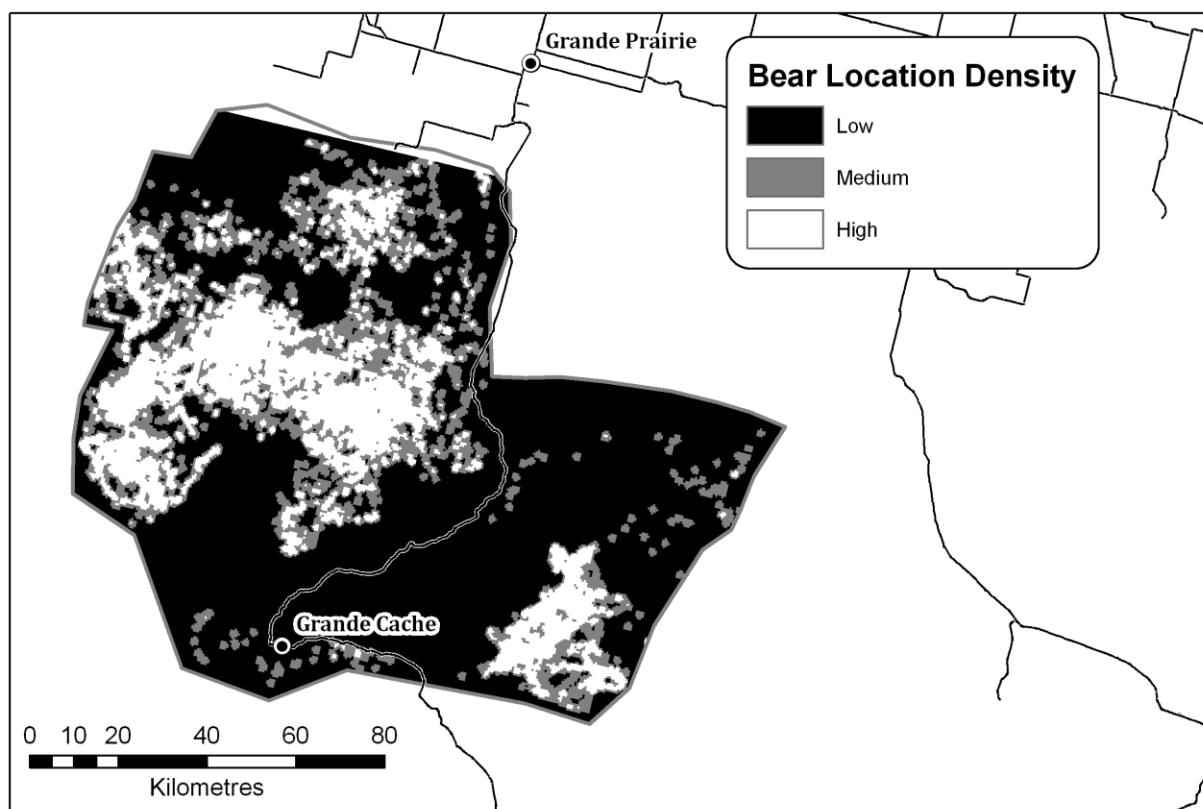 Grande Prairie
Bear Location Density
Low
Medium
High
Grande Cache
0 10 20 40 60 80
Kilometres